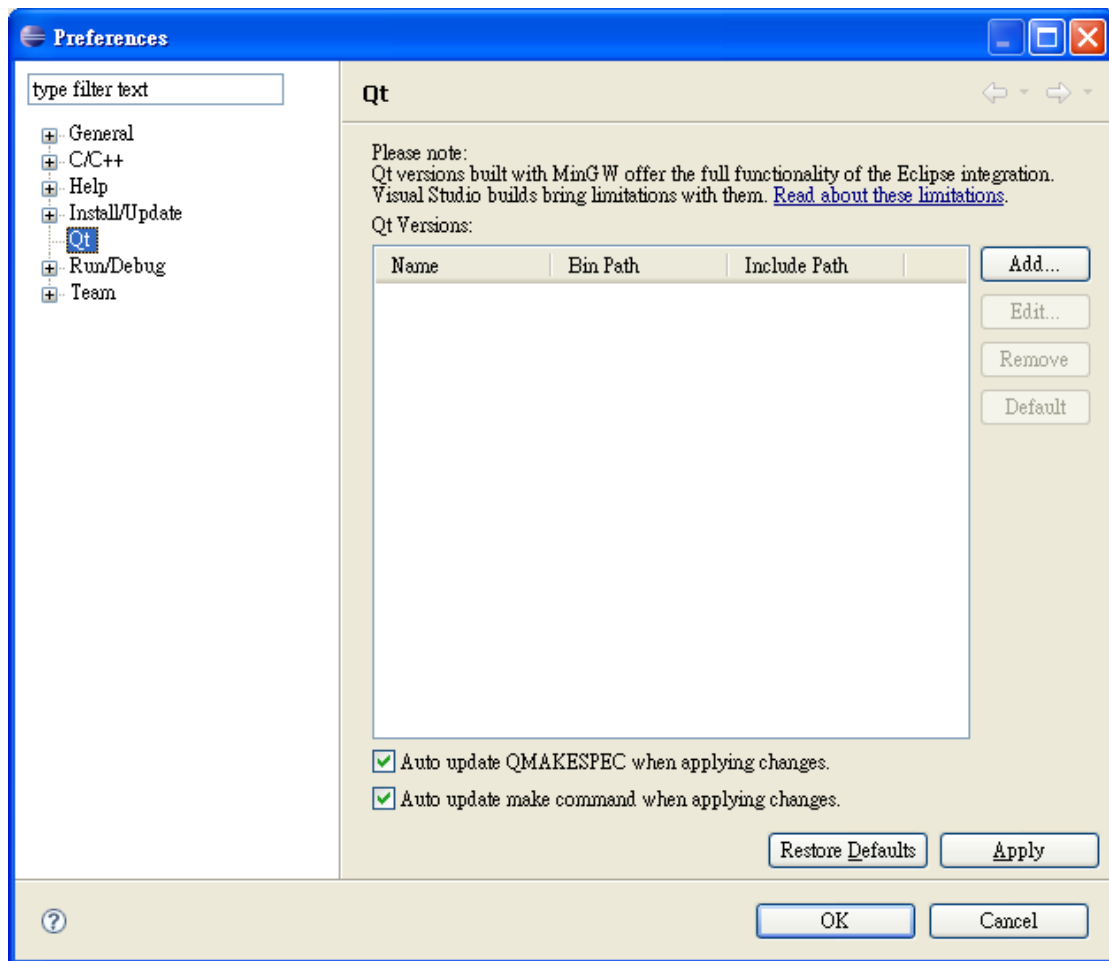 Preferences
type filter text
General
C/C++
Help
Install/Update
Qt
Run/Debug
Team
Qt
Please note:
Qt versions built with MinGW offer the full functionality of the Eclipse integration.
Visual Studio builds bring limitations with them. Read about these limitations.
Qt Versions:
Name Bin Path Include Path
Add...
Edit...
Remove
Default
Auto update QMAKESPEC when applying changes.
Auto update make command when applying changes.
Restore Defaults Apply
? OK Cancel